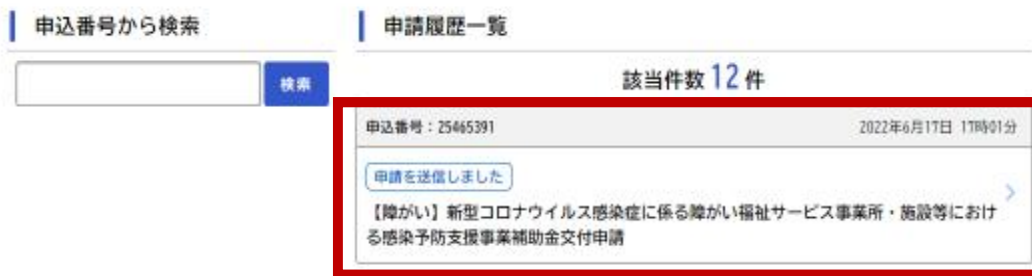 申込番号から検索
検索
申請履歴一覧
該当件数 12 件
申込番号：25465391
2022年6月17日 17時01分
申請を送信しました
【障がい】新型コロナウイルス感染症に係る障がい福祉サービス事業所・施設等におけ
る感染予防支援事業補助金交付申請